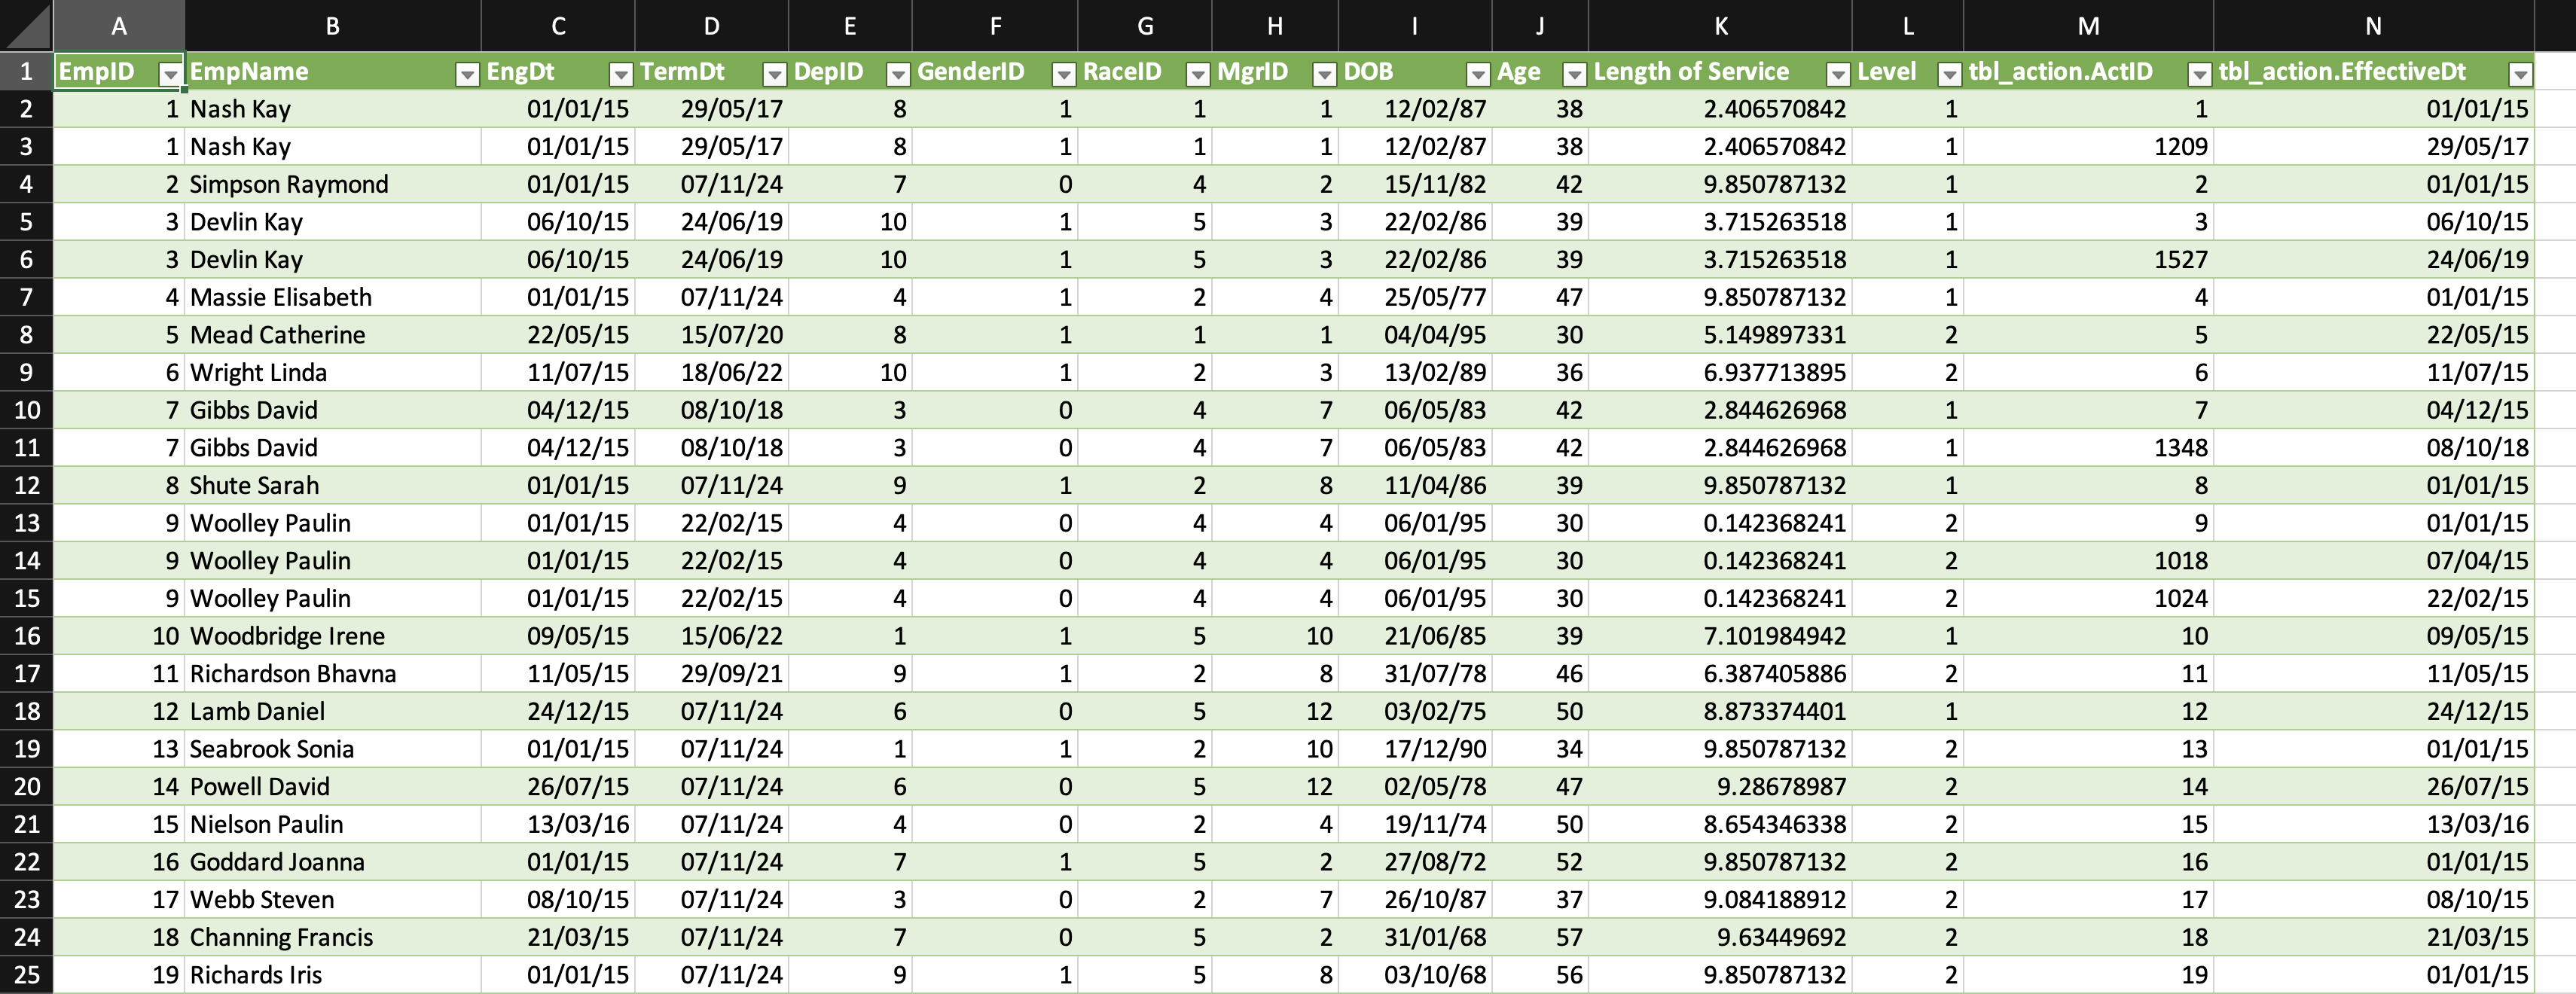 A B C D E F G H I J K L M N
1 EmpID EmpName EngDt TermDt DepID GenderID RaceID MgrID DOB Age Length of Service Level tbl_action.ActID tbl_action.EffectiveDt
2 1 Nash Kay 01/01/15 29/05/17 8 1 1 1 12/02/87 38 2.406570842 1 1 01/01/15
3 1 Nash Kay 01/01/15 29/05/17 8 1 1 1 12/02/87 38 2.406570842 1 1209 29/05/17
4 2 Simpson Raymond 01/01/15 07/11/24 7 0 4 2 15/11/82 42 9.850787132 1 2 01/01/15
5 3 Devlin Kay 06/10/15 24/06/19 10 1 5 3 22/02/86 39 3.715263518 1 3 06/10/15
6 3 Devlin Kay 06/10/15 24/06/19 10 1 5 3 22/02/86 39 3.715263518 1 1527 24/06/19
7 4 Massie Elisabeth 01/01/15 07/11/24 4 1 2 4 25/05/77 47 9.850787132 1 4 01/01/15
8 5 Mead Catherine 22/05/15 15/07/20 8 1 1 1 04/04/95 30 5.149897331 2 5 22/05/15
9 6 Wright Linda 11/07/15 18/06/22 10 1 2 3 13/02/89 36 6.937713895 2 6 11/07/15
10 7 Gibbs David 04/12/15 08/10/18 3 0 4 7 06/05/83 42 2.844626968 1 7 04/12/15
11 7 Gibbs David 04/12/15 08/10/18 3 0 4 7 06/05/83 42 2.844626968 1 1348 08/10/18
12 8 Shute Sarah 01/01/15 07/11/24 9 1 2 8 11/04/86 39 9.850787132 1 8 01/01/15
13 9 Woolley Paulin 01/01/15 22/02/15 4 0 4 4 06/01/95 30 0.142368241 2 9 01/01/15
14 9 Woolley Paulin 01/01/15 22/02/15 4 0 4 4 06/01/95 30 0.142368241 2 1018 07/04/15
15 9 Woolley Paulin 01/01/15 22/02/15 4 0 4 4 06/01/95 30 0.142368241 2 1024 22/02/15
16 10 Woodbridge Irene 09/05/15 15/06/22 1 1 5 10 21/06/85 39 7.101984942 1 10 09/05/15
17 11 Richardson Bhavna 11/05/15 29/09/21 9 1 2 8 31/07/78 46 6.387405886 2 11 11/05/15
18 12 Lamb Daniel 24/12/15 07/11/24 6 0 5 12 03/02/75 50 8.873374401 1 12 24/12/15
19 13 Seabrook Sonia 01/01/15 07/11/24 1 1 2 10 17/12/90 34 9.850787132 2 13 01/01/15
20 14 Powell David 26/07/15 07/11/24 6 0 5 12 02/05/78 47 9.28678987 2 14 26/07/15
21 15 Nielson Paulin 13/03/16 07/11/24 4 0 2 4 19/11/74 50 8.654346338 2 15 13/03/16
22 16 Goddard Joanna 01/01/15 07/11/24 7 1 5 2 27/08/72 52 9.850787132 2 16 01/01/15
23 17 Webb Steven 08/10/15 07/11/24 3 0 2 7 26/10/87 37 9.084188912 2 17 08/10/15
24 18 Channing Francis 21/03/15 07/11/24 7 0 5 2 31/01/68 57 9.63449692 2 18 21/03/15
25 19 Richards Iris 01/01/15 07/11/24 9 1 5 8 03/10/68 56 9.850787132 2 19 01/01/15